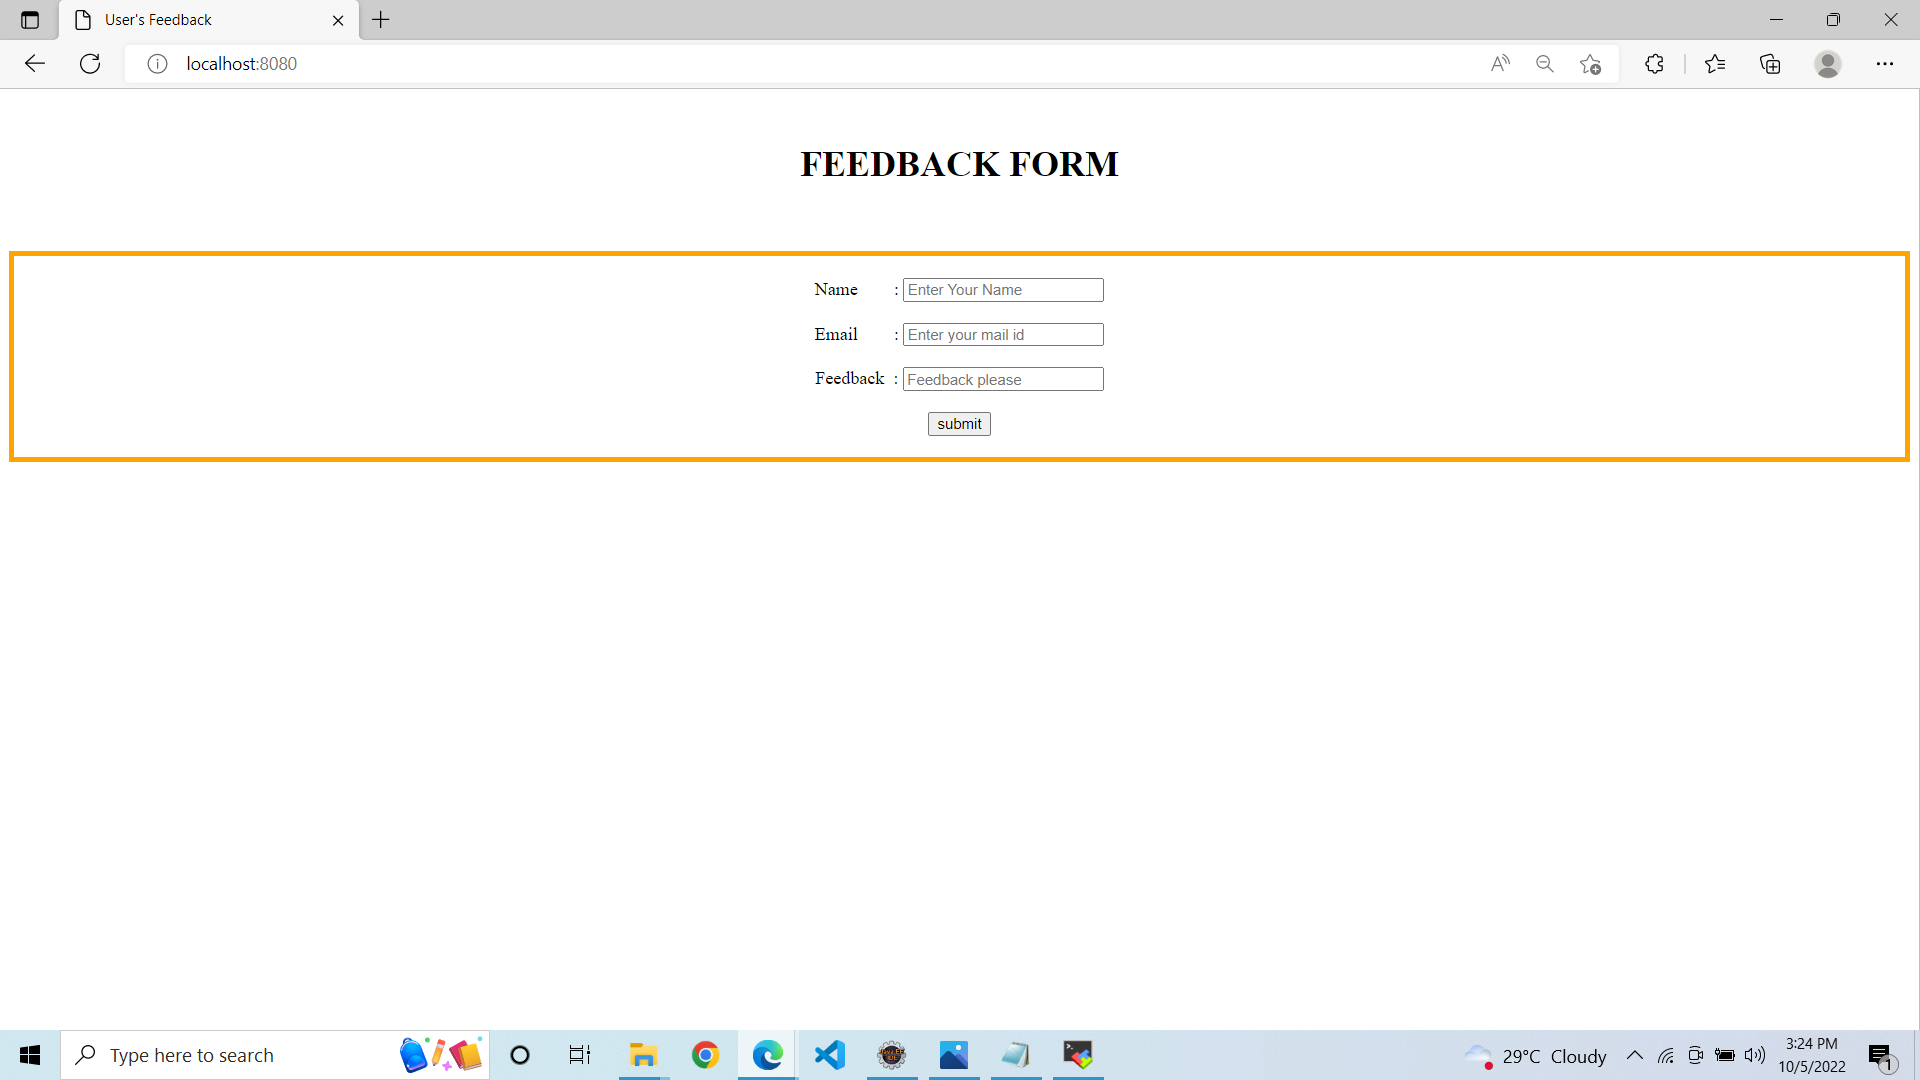 User's Feedback
localhost:8080
FEEDBACK FORM
Name : Enter Your Name
Email : Enter your mail id
Feedback : Feedback please
submit
Type here to search
29°C Cloudy
3:24 PM
10/5/2022
1